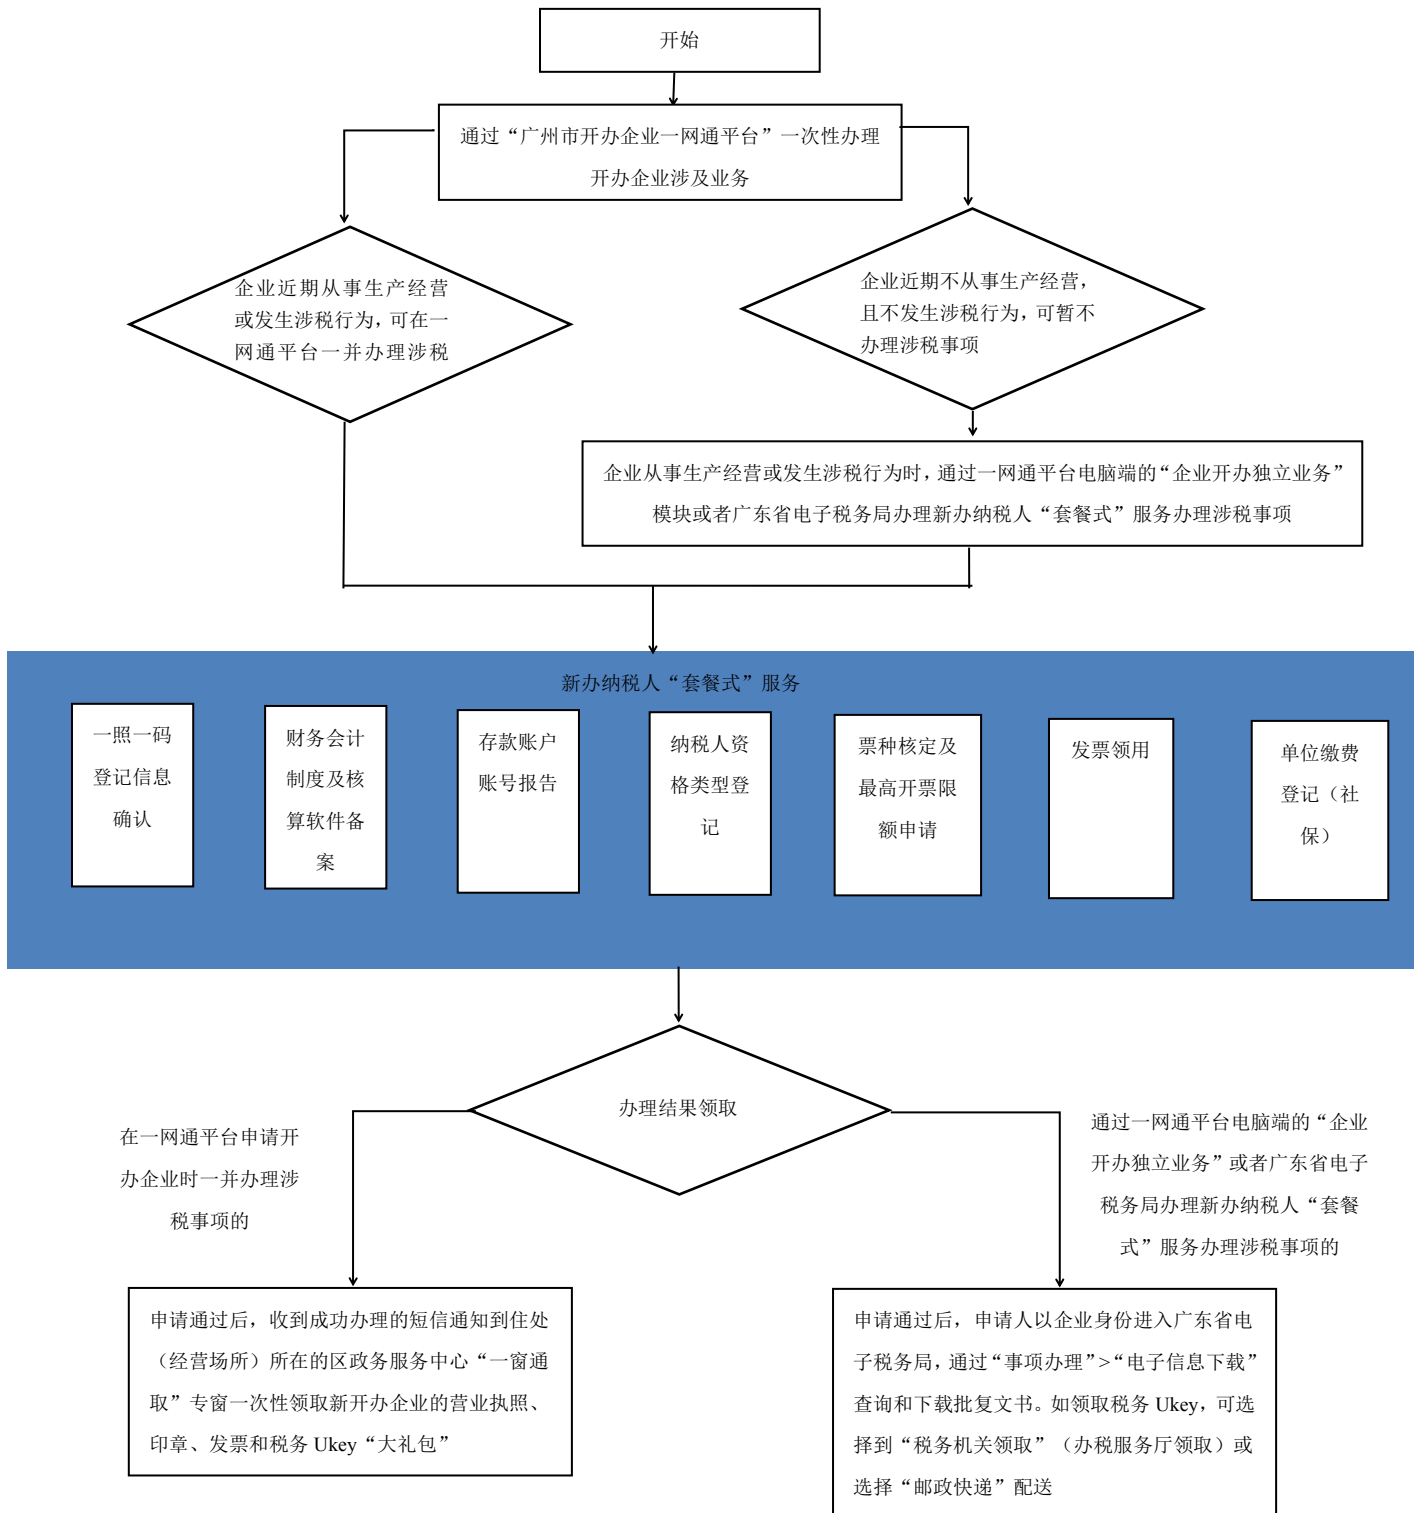 开始
通过“广州市开办企业一网通平台”一次性办理
开办企业涉及业务
企业近期从事生产经营
或发生涉税行为，可在一
网通平台一并办理涉税
企业近期不从事生产经营，
且不发生涉税行为，可暂不
办理涉税事项
企业从事生产经营或发生涉税行为时，通过一网通平台电脑端的“企业开办独立业务”
模块或者广东省电子税务局办理新办纳税人“套餐式”服务办理涉税事项
新办纳税人“套餐式”服务
一照一码
登记信息
确认
财务会计
制度及核
算软件备
案
存款账户
账号报告
纳税人资
格类型登
记
票种核定及
最高开票限
额申请
发票领用
单位缴费
登记（社
保）
办理结果领取
在一网通平台申请开
办企业时一并办理涉
税事项的
通过一网通平台电脑端的“企业
开办独立业务”或者广东省电子
税务局办理新办纳税人“套餐
式”服务办理涉税事项的
申请通过后，收到成功办理的短信通知到住处
（经营场所）所在的区政务服务中心“一窗通
取”专窗一次性领取新开办企业的营业执照、
印章、发票和税务 Ukey“大礼包”
申请通过后，申请人以企业身份进入广东省电
子税务局，通过“事项办理”>“电子信息下载”
查询和下载批复文书。如领取税务 Ukey，可选
择到“税务机关领取”（办税服务厅领取）或
选择“邮政快递”配送